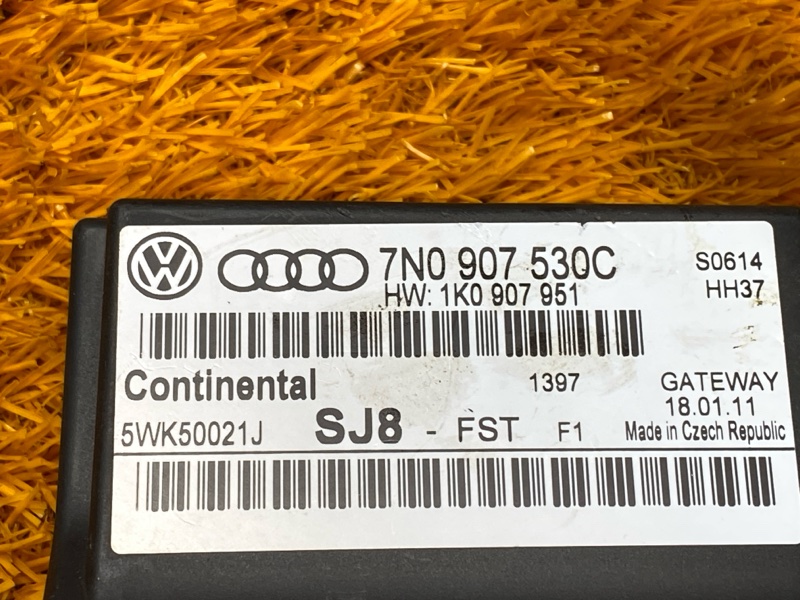 7N0 907 530C S0614
HW: 1K0 907 951 HH37
Continental 1397 GATEWAY
18.01.11
5WK50021J SJ8 - FST F1 Made in Czech Republic